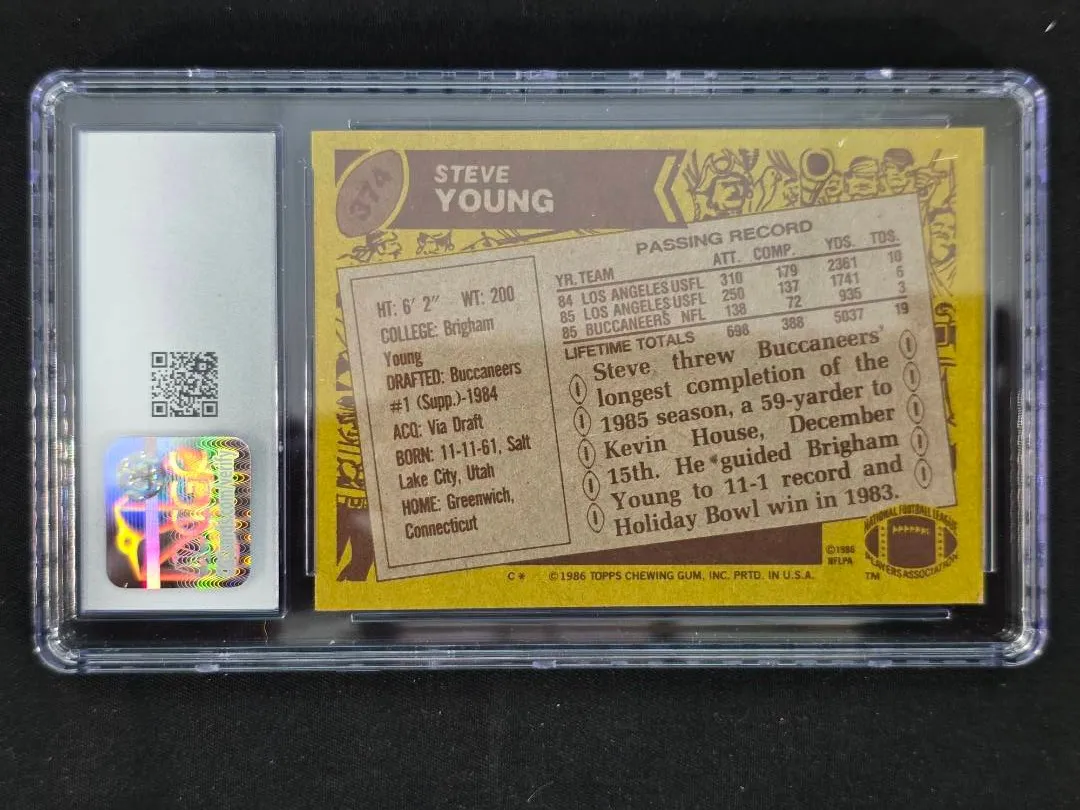 374
STEVE
YOUNG
HT: 6' 2" WT: 200
COLLEGE: Brigham
Young
DRAFTED: Buccaneers
#1 (Supp.)-1984
ACQ: Via Draft
BORN: 11-11-61, Salt
Lake City, Utah
HOME: Greenwich,
Connecticut
PASSING RECORD
YR. TEAM ATT. COMP. YDS. TDS.
84 LOS ANGELES USFL 310 179 2361 10
85 LOS ANGELES USFL 250 137 1741 6
85 BUCCANEERS NFL 138 72 935 3
LIFETIME TOTALS 698 388 5037 19
Steve threw Buccaneers'
longest completion of the
1985 season, a 59-yarder to
Kevin House, December
15th. He guided Brigham
Young to 11-1 record and
Holiday Bowl win in 1983.
©1986
NFLPA
NATIONAL FOOTBALL LEAGUE
PLAYERS ASSOCIATION
TM
C* ©1986 TOPPS CHEWING GUM, INC. PRTD. IN U.S.A.